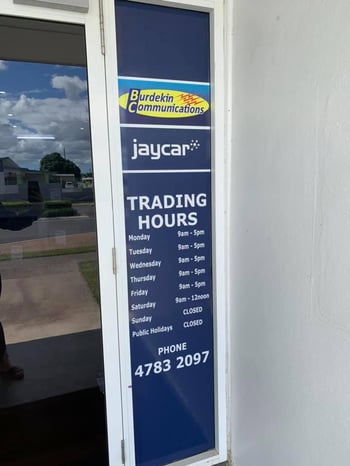 Burdekin
Communications
jaycar
TRADING
HOURS
Monday 9am - 5pm
Tuesday 9am - 5pm
Wednesday 9am - 5pm
Thursday 9am - 5pm
Friday 9am - 5pm
Saturday 9am - 12noon
Sunday CLOSED
Public Holidays CLOSED
PHONE
4783 2097